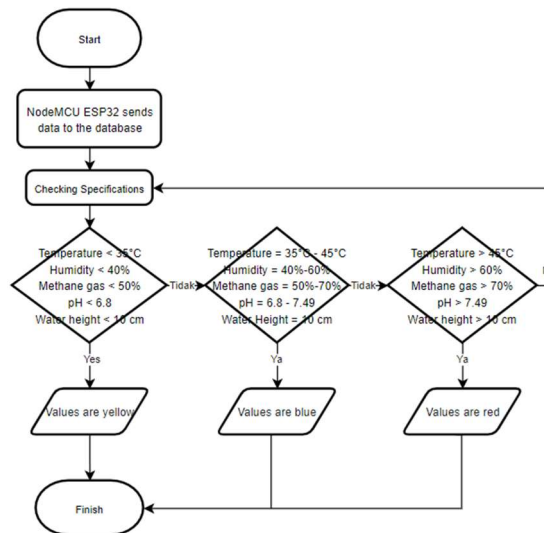 Start
NodeMCU ESP32 sends
data to the database
Checking Specifications
Temperature < 35°C
Humidity < 40%
Methane gas < 50%
pH < 6.8
Water height < 10 cm
Tidak
Temperature = 35°C - 45°C
Humidity = 40%-60%
Methane gas = 50%-70%
pH = 6.8 - 7.49
Water Height = 10 cm
Tidak
Temperature > 45°C
Humidity > 60%
Methane gas > 70%
pH > 7.49
Water height > 10 cm
Yes
Ya
Ya
Values are yellow
Values are blue
Values are red
Finish